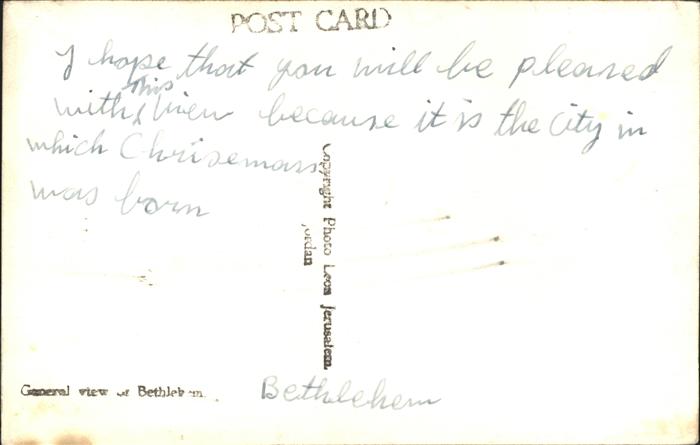 POST CARD
I hope that you will be pleased
with this view because it is the city in
which Chrisemass
was born
Copyright Photo Leon Jerusalem
Jordan
General view of Bethlehem
Bethlehem